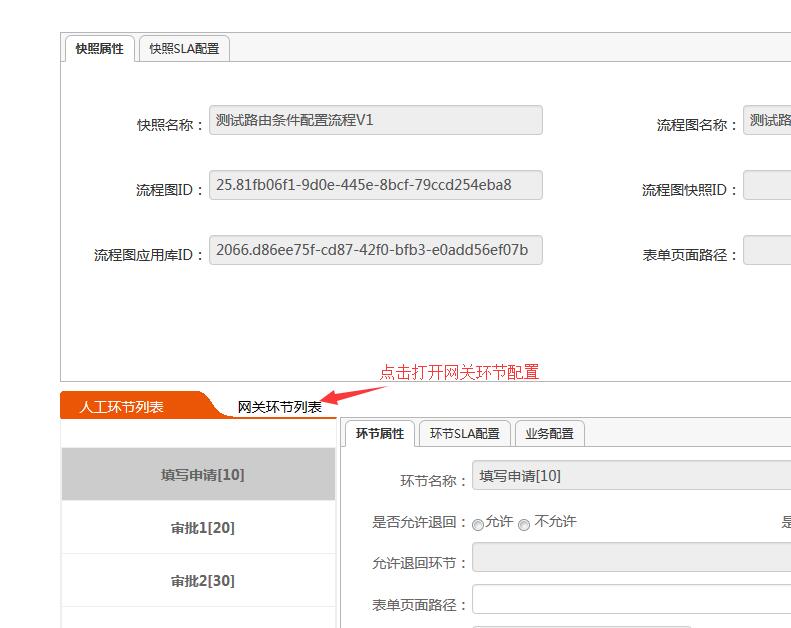 快照属性 快照SLA配置
快照名称： 测试路由条件配置流程V1 流程图名称： 测试路
流程图ID： 25.81fb06f1-9d0e-445e-8bcf-79ccd254eba8 流程图快照ID：
流程图应用库ID： 2066.d86ee75f-cd87-42f0-bfb3-e0add56ef07b 表单页面路径：
点击打开网关环节配置
人工环节列表 网关环节列表
环节属性 环节SLA配置 业务配置
填写申请[10]
审批1[20]
审批2[30]
环节名称： 填写申请[10]
是否允许退回： 允许 不允许 是
允许退回环节：
表单页面路径：